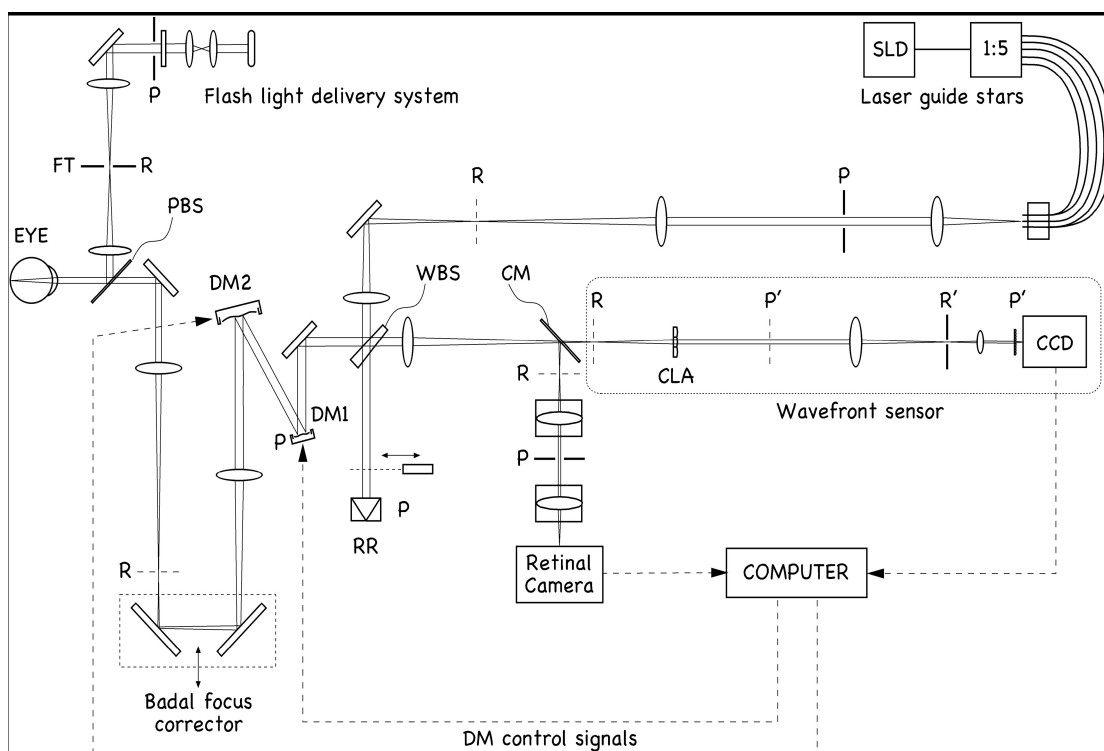 SLD
1:5
P
Flash light delivery system
Laser guide stars
FT
R
R
P
PBS
EYE
WBS
CM
DM2
R
P'
R'
P'
CCD
CLA
R
Wavefront sensor
DM1
P
P
P
RR
Retinal
Camera
COMPUTER
R
Badal focus
corrector
DM control signals